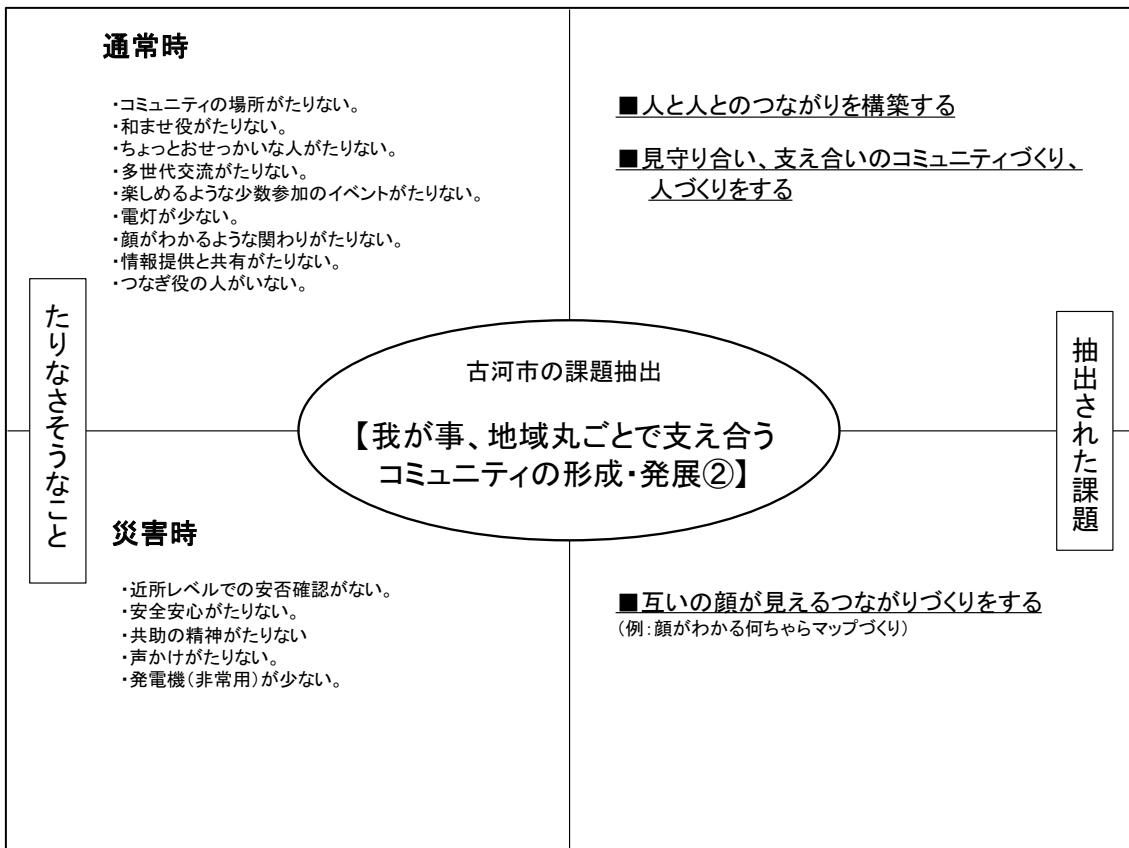 通常時
・コミュニティの場所がたりない。
・和ませ役がたりない。
・ちょっとおせっかいな人がたりない。
・多世代交流がたりない。
・楽しめるような少数参加のイベントがたりない。
・電灯が少ない。
・顔がわかるような関わりがたりない。
・情報提供と共有がたりない。
・つなぎ役の人がいない。
■人と人とのつながりを構築する
■見守り合い、支え合いのコミュニティづくり、
人づくりをする
たりなさそうなこと
古河市の課題抽出
【我が事、地域丸ごとで支え合う
コミュニティの形成・発展②】
抽出された課題
災害時
・近所レベルでの安否確認がない。
・安全安心がたりない。
・共助の精神がたりない
・声かけがたりない。
・発電機（非常用）が少ない。
■互いの顔が見えるつながりづくりをする
（例：顔がわかる何ちゃらマップづくり）